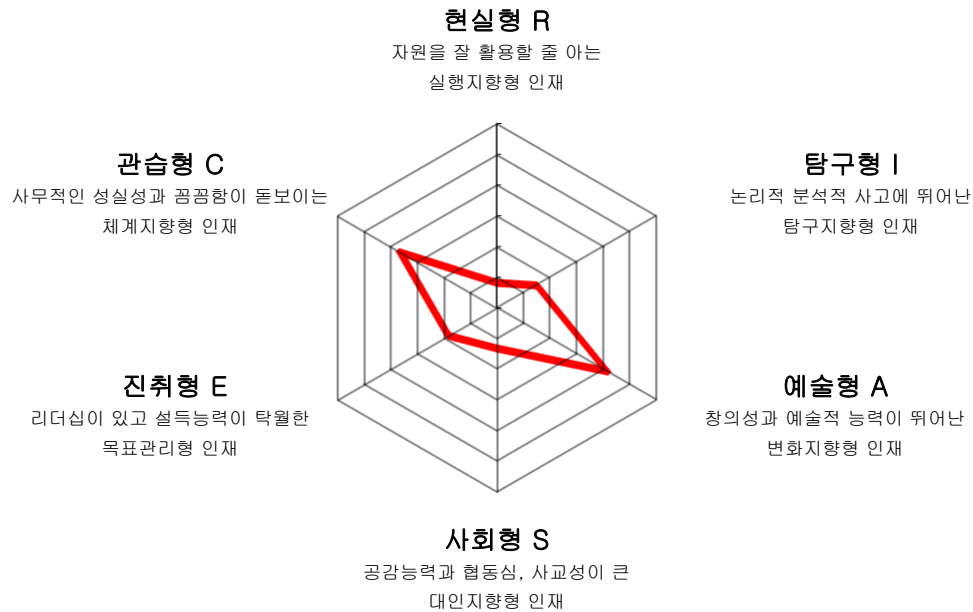 현실형 R
자원을 잘 활용할 줄 아는
실행지향형 인재
관습형 C
사무적인 성실성과 꼼꼼함이 돋보이는
체계지향형 인재
탐구형 I
논리적 분석적 사고에 뛰어난
탐구지향형 인재
진취형 E
리더십이 있고 설득능력이 탁월한
목표관리형 인재
예술형 A
창의성과 예술적 능력이 뛰어난
변화지향형 인재
사회형 S
공감능력과 협동심, 사교성이 큰
대인지향형 인재